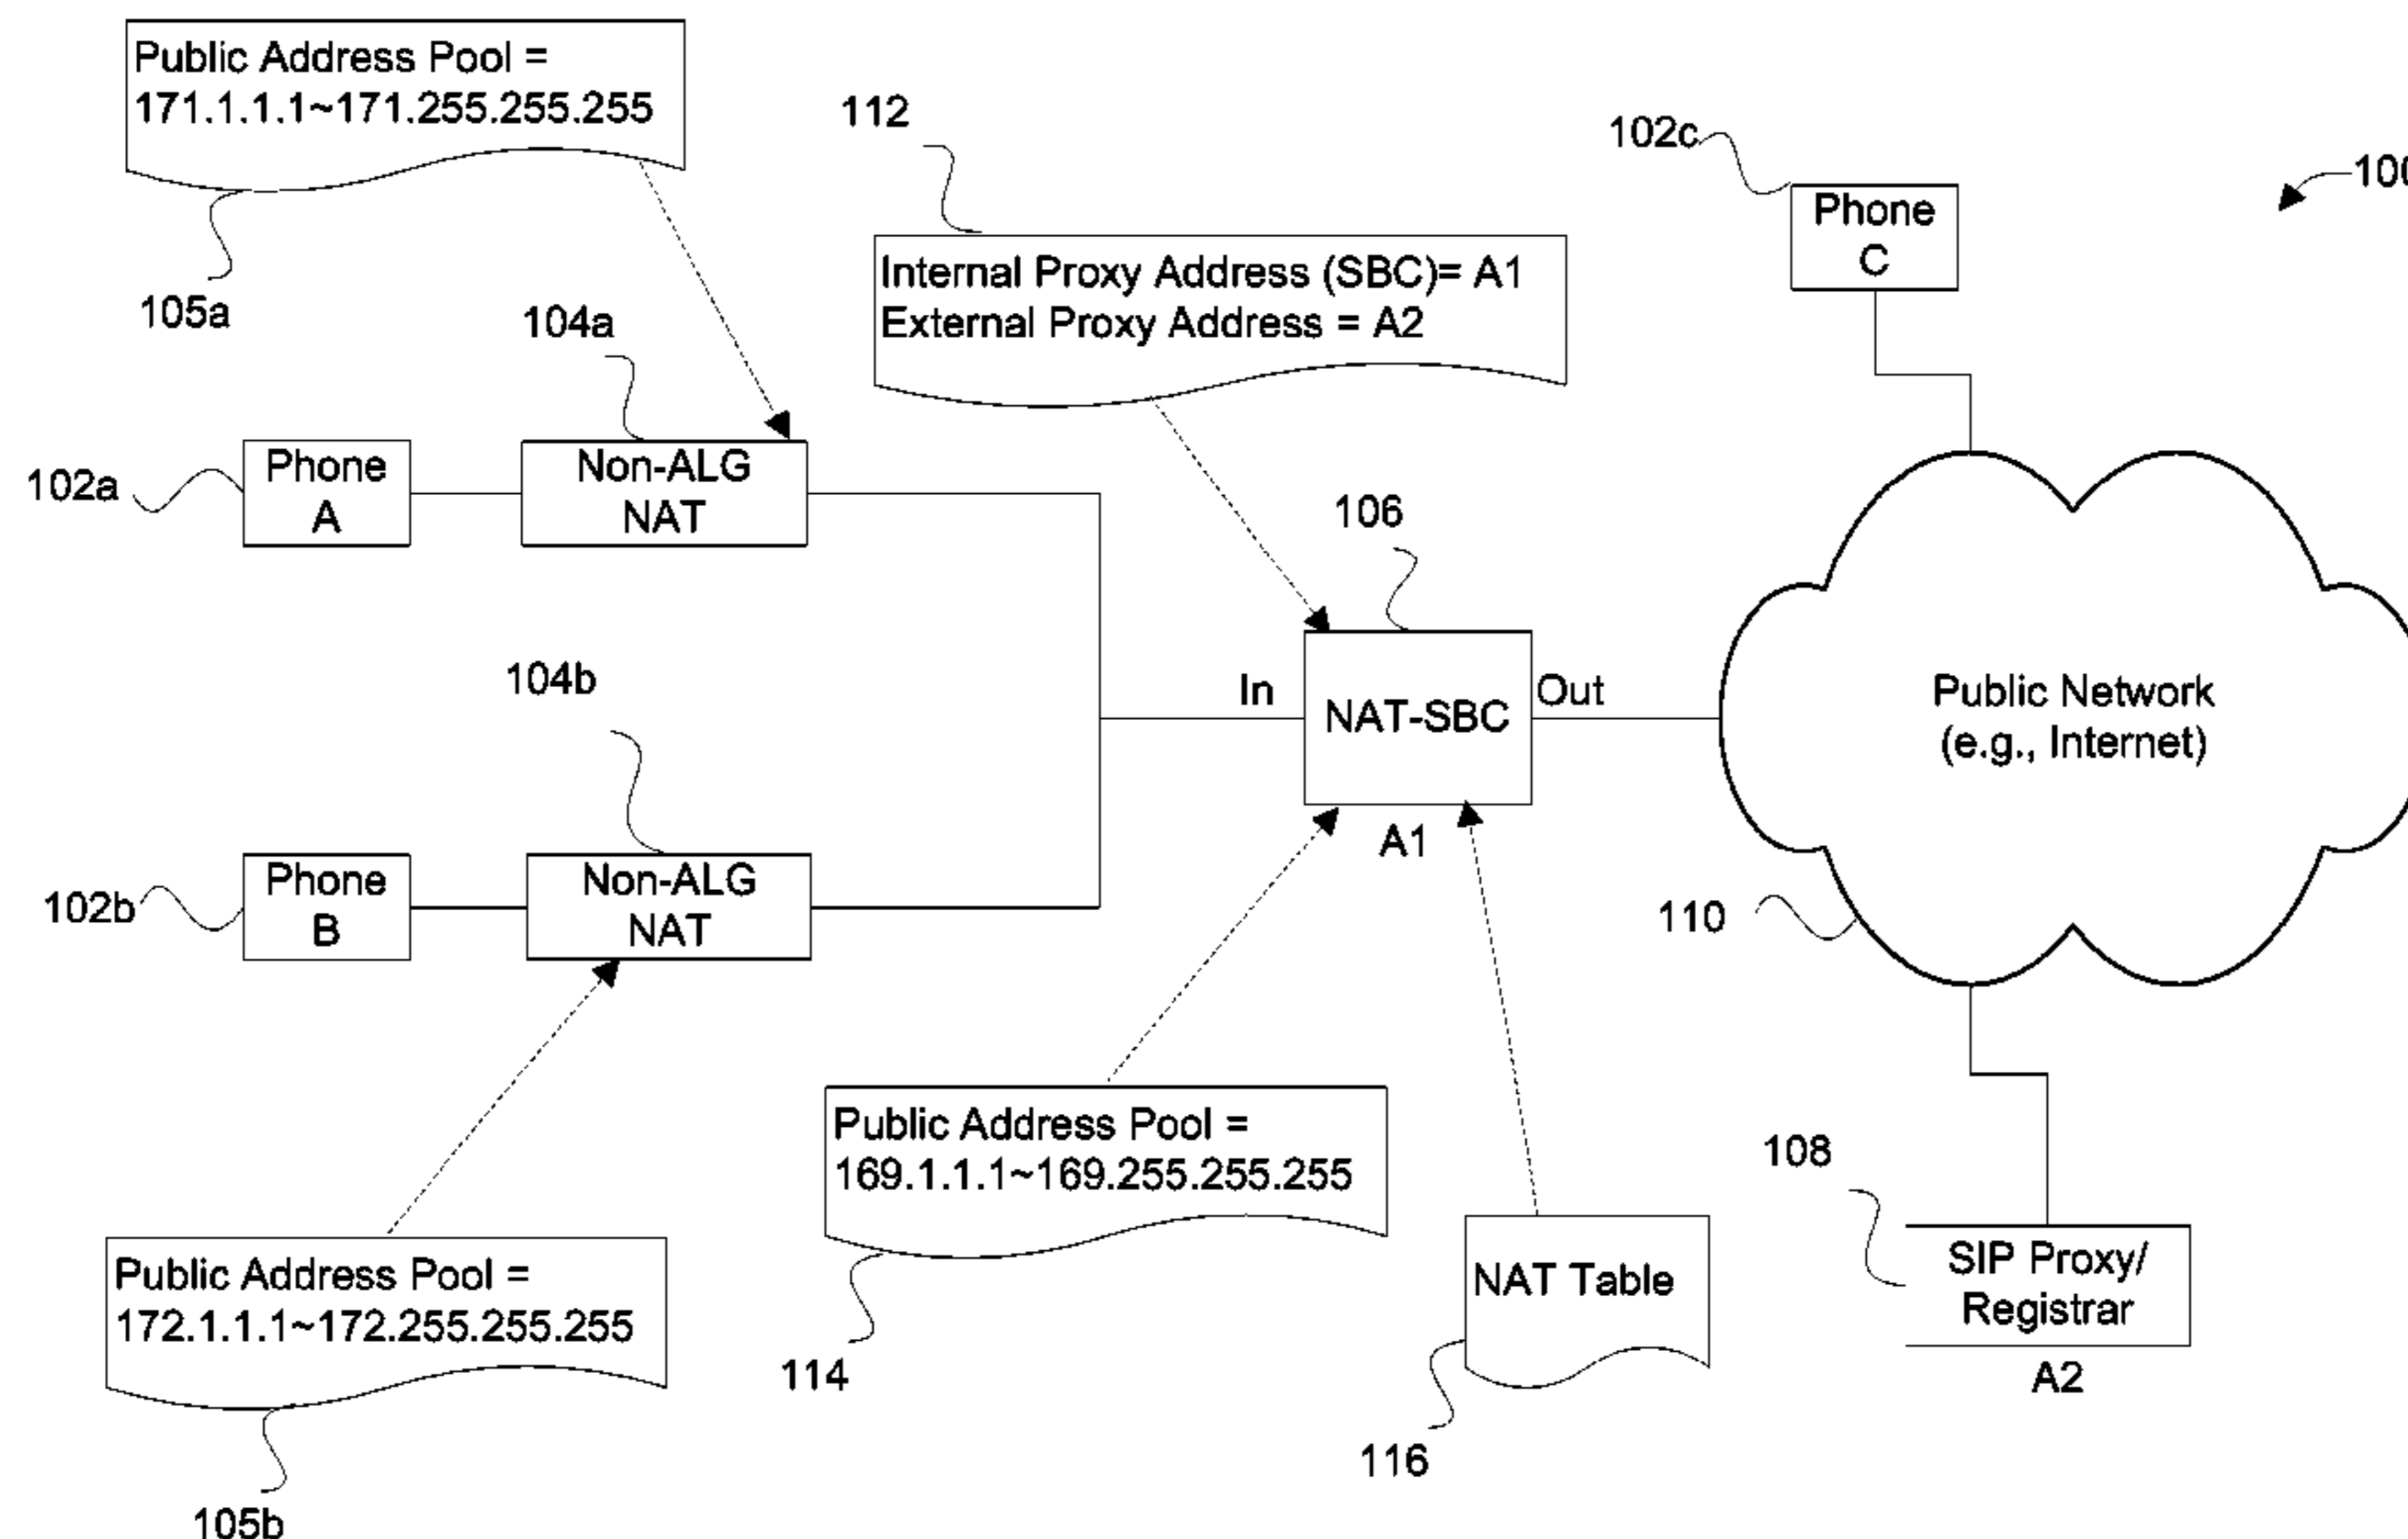 Public Address Pool =
171.1.1.1~171.255.255.255
105a
112
Internal Proxy Address (SBC)= A1
External Proxy Address = A2
102c
Phone
C
104a
102a
Phone
A
Non-ALG
NAT
106
In
NAT-SBC
Out
A1
Public Network
(e.g., Internet)
110
104b
102b
Phone
B
Non-ALG
NAT
Public Address Pool =
172.1.1.1~172.255.255.255
105b
Public Address Pool =
169.1.1.1~169.255.255.255
114
NAT Table
116
108
SIP Proxy/
Registrar
A2